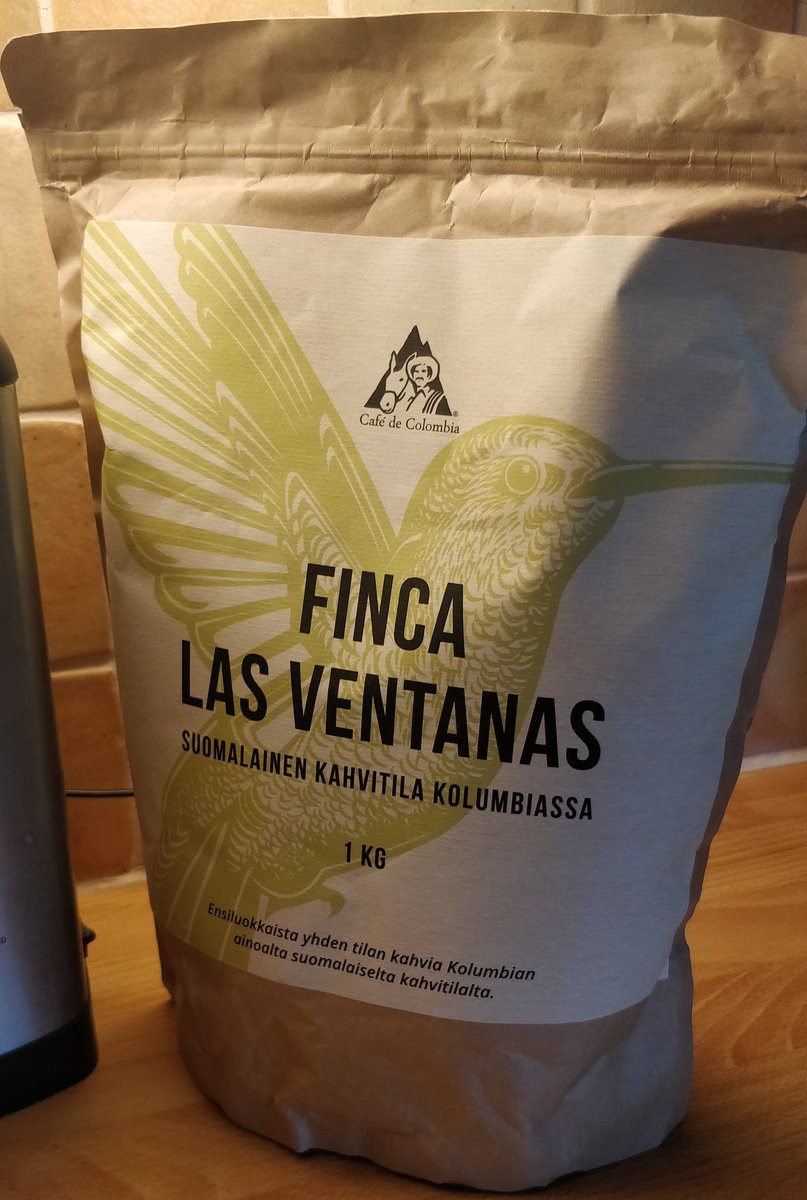 Café de Colombia
FINCA
LAS VENTANAS
SUOMALAINEN KAHVITILA KOLUMBIASSA
1 KG
Ensiluokkaista yhden tilan kahvia Kolumbian
ainoalta suomalaiselta kahvitilalta.